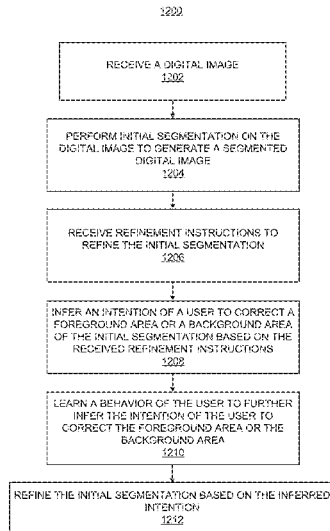 1200
RECEIVE A DIGITAL IMAGE
1202
PERFORM INITIAL SEGMENTATION ON THE
DIGITAL IMAGE TO GENERATE A SEGMENTED
DIGITAL IMAGE
1204
RECEIVE REFINEMENT INSTRUCTIONS TO
REFINE THE INITIAL SEGMENTATION
1206
INFER AN INTENTION OF A USER TO CORRECT A
FOREGROUND AREA OR A BACKGROUND AREA
OF THE INITIAL SEGMENTATION BASED ON THE
RECEIVED REFINEMENT INSTRUCTIONS
1208
LEARN A BEHAVIOR OF THE USER TO FURTHER
INFER THE INTENTION OF THE USER TO
CORRECT THE FOREGROUND AREA OR THE
BACKGROUND AREA
1210
REFINE THE INITIAL SEGMENTATION BASED ON THE INFERRED
INTENTION
1212